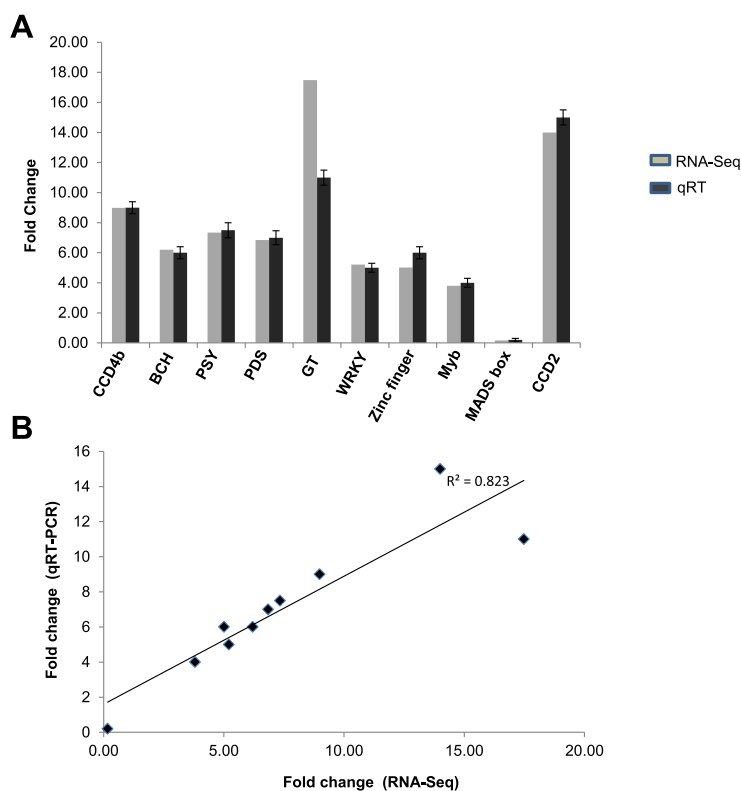 A
20.00
18.00
16.00
14.00
12.00
10.00
8.00
6.00
4.00
2.00
0.00
Fold Change
CCD4b
BCH
PSY
PDS
GT
WRKY
Zinc finger
Myb
MADS box
CCD2
RNA-Seq
qRT
B
16
14
12
10
8
6
4
2
0
Fold change (qRT-PCR)
R² = 0.823
0.00 5.00 10.00 15.00 20.00
Fold change (RNA-Seq)